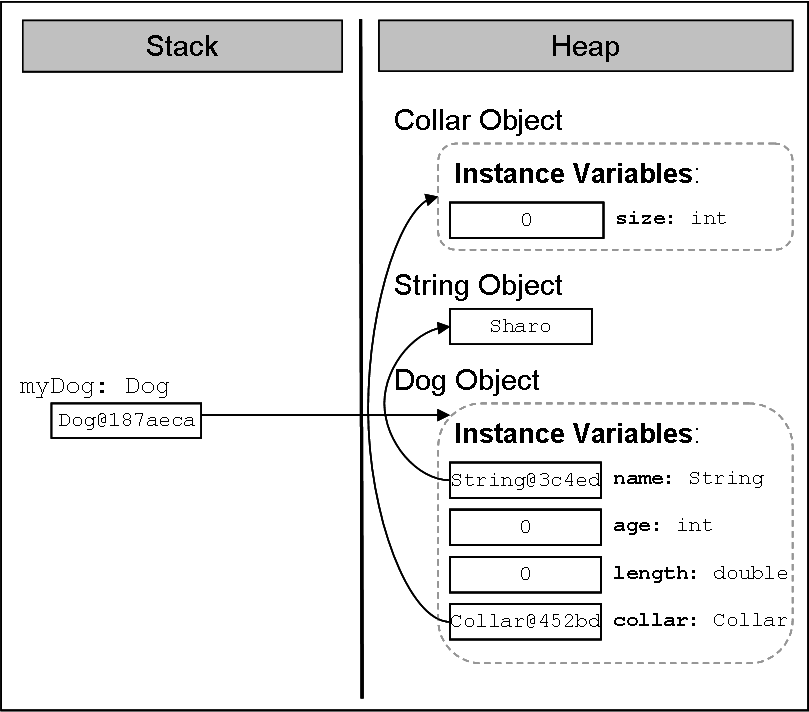 Stack
Heap
Collar Object
Instance Variables:
0 size: int
String Object
Sharo
myDog: Dog
Dog@187aeca
Dog Object
Instance Variables:
String@3c4ed name: String
0 age: int
0 length: double
Collar@452bd collar: Collar